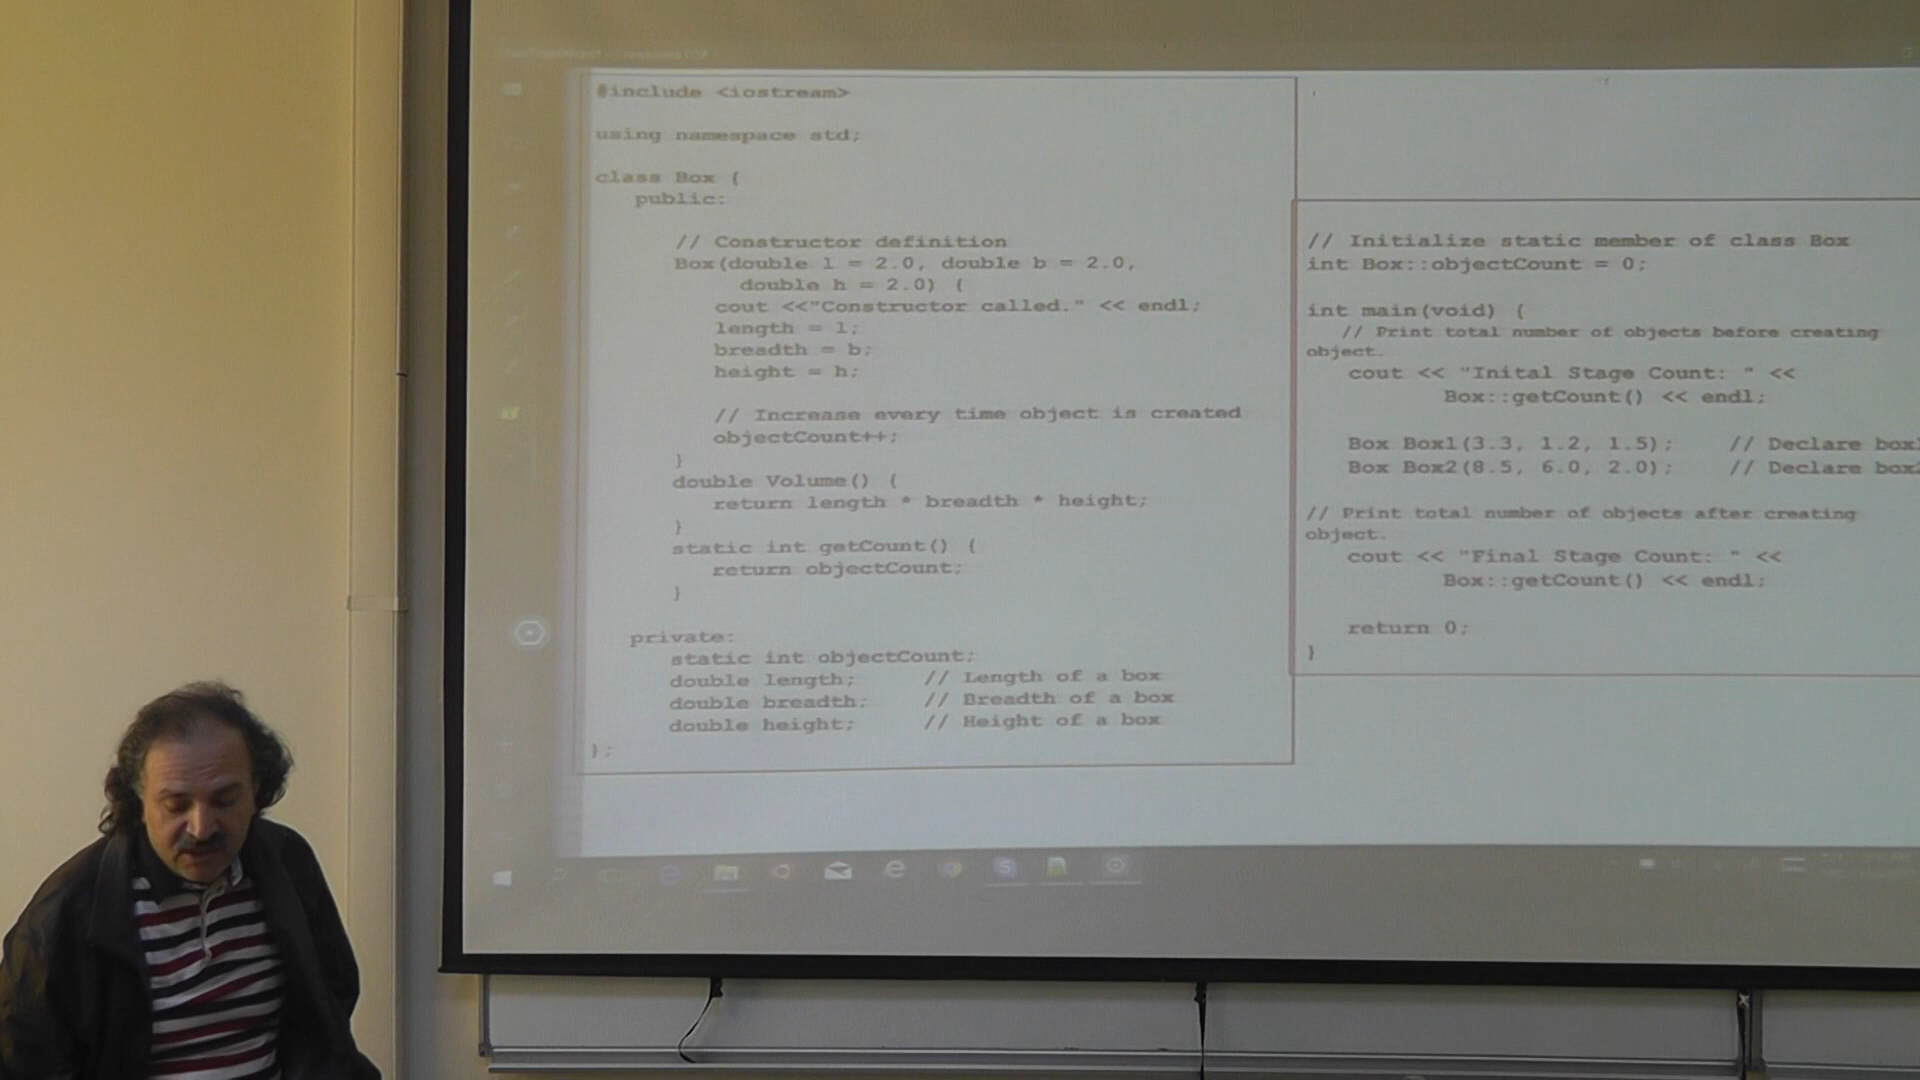 #include <iostream>
using namespace std;
class Box {
public:
// Constructor definition
Box(double l = 2.0, double b = 2.0,
double h = 2.0) {
cout <<"Constructor called." << endl;
length = l;
breadth = b;
height = h;
// Increase every time object is created
objectCount++;
}
double Volume() {
return length * breadth * height;
}
static int getCount() {
return objectCount;
}
private:
static int objectCount;
double length; // Length of a box
double breadth; // Breadth of a box
double height; // Height of a box
};
// Initialize static member of class Box
int Box::objectCount = 0;
int main(void) {
// Print total number of objects before creating
object.
cout << "Inital Stage Count: " <<
Box::getCount() << endl;
Box Box1(3.3, 1.2, 1.5); // Declare box1
Box Box2(8.5, 6.0, 2.0); // Declare box2
// Print total number of objects after creating
object.
cout << "Final Stage Count: " <<
Box::getCount() << endl;
return 0;
}